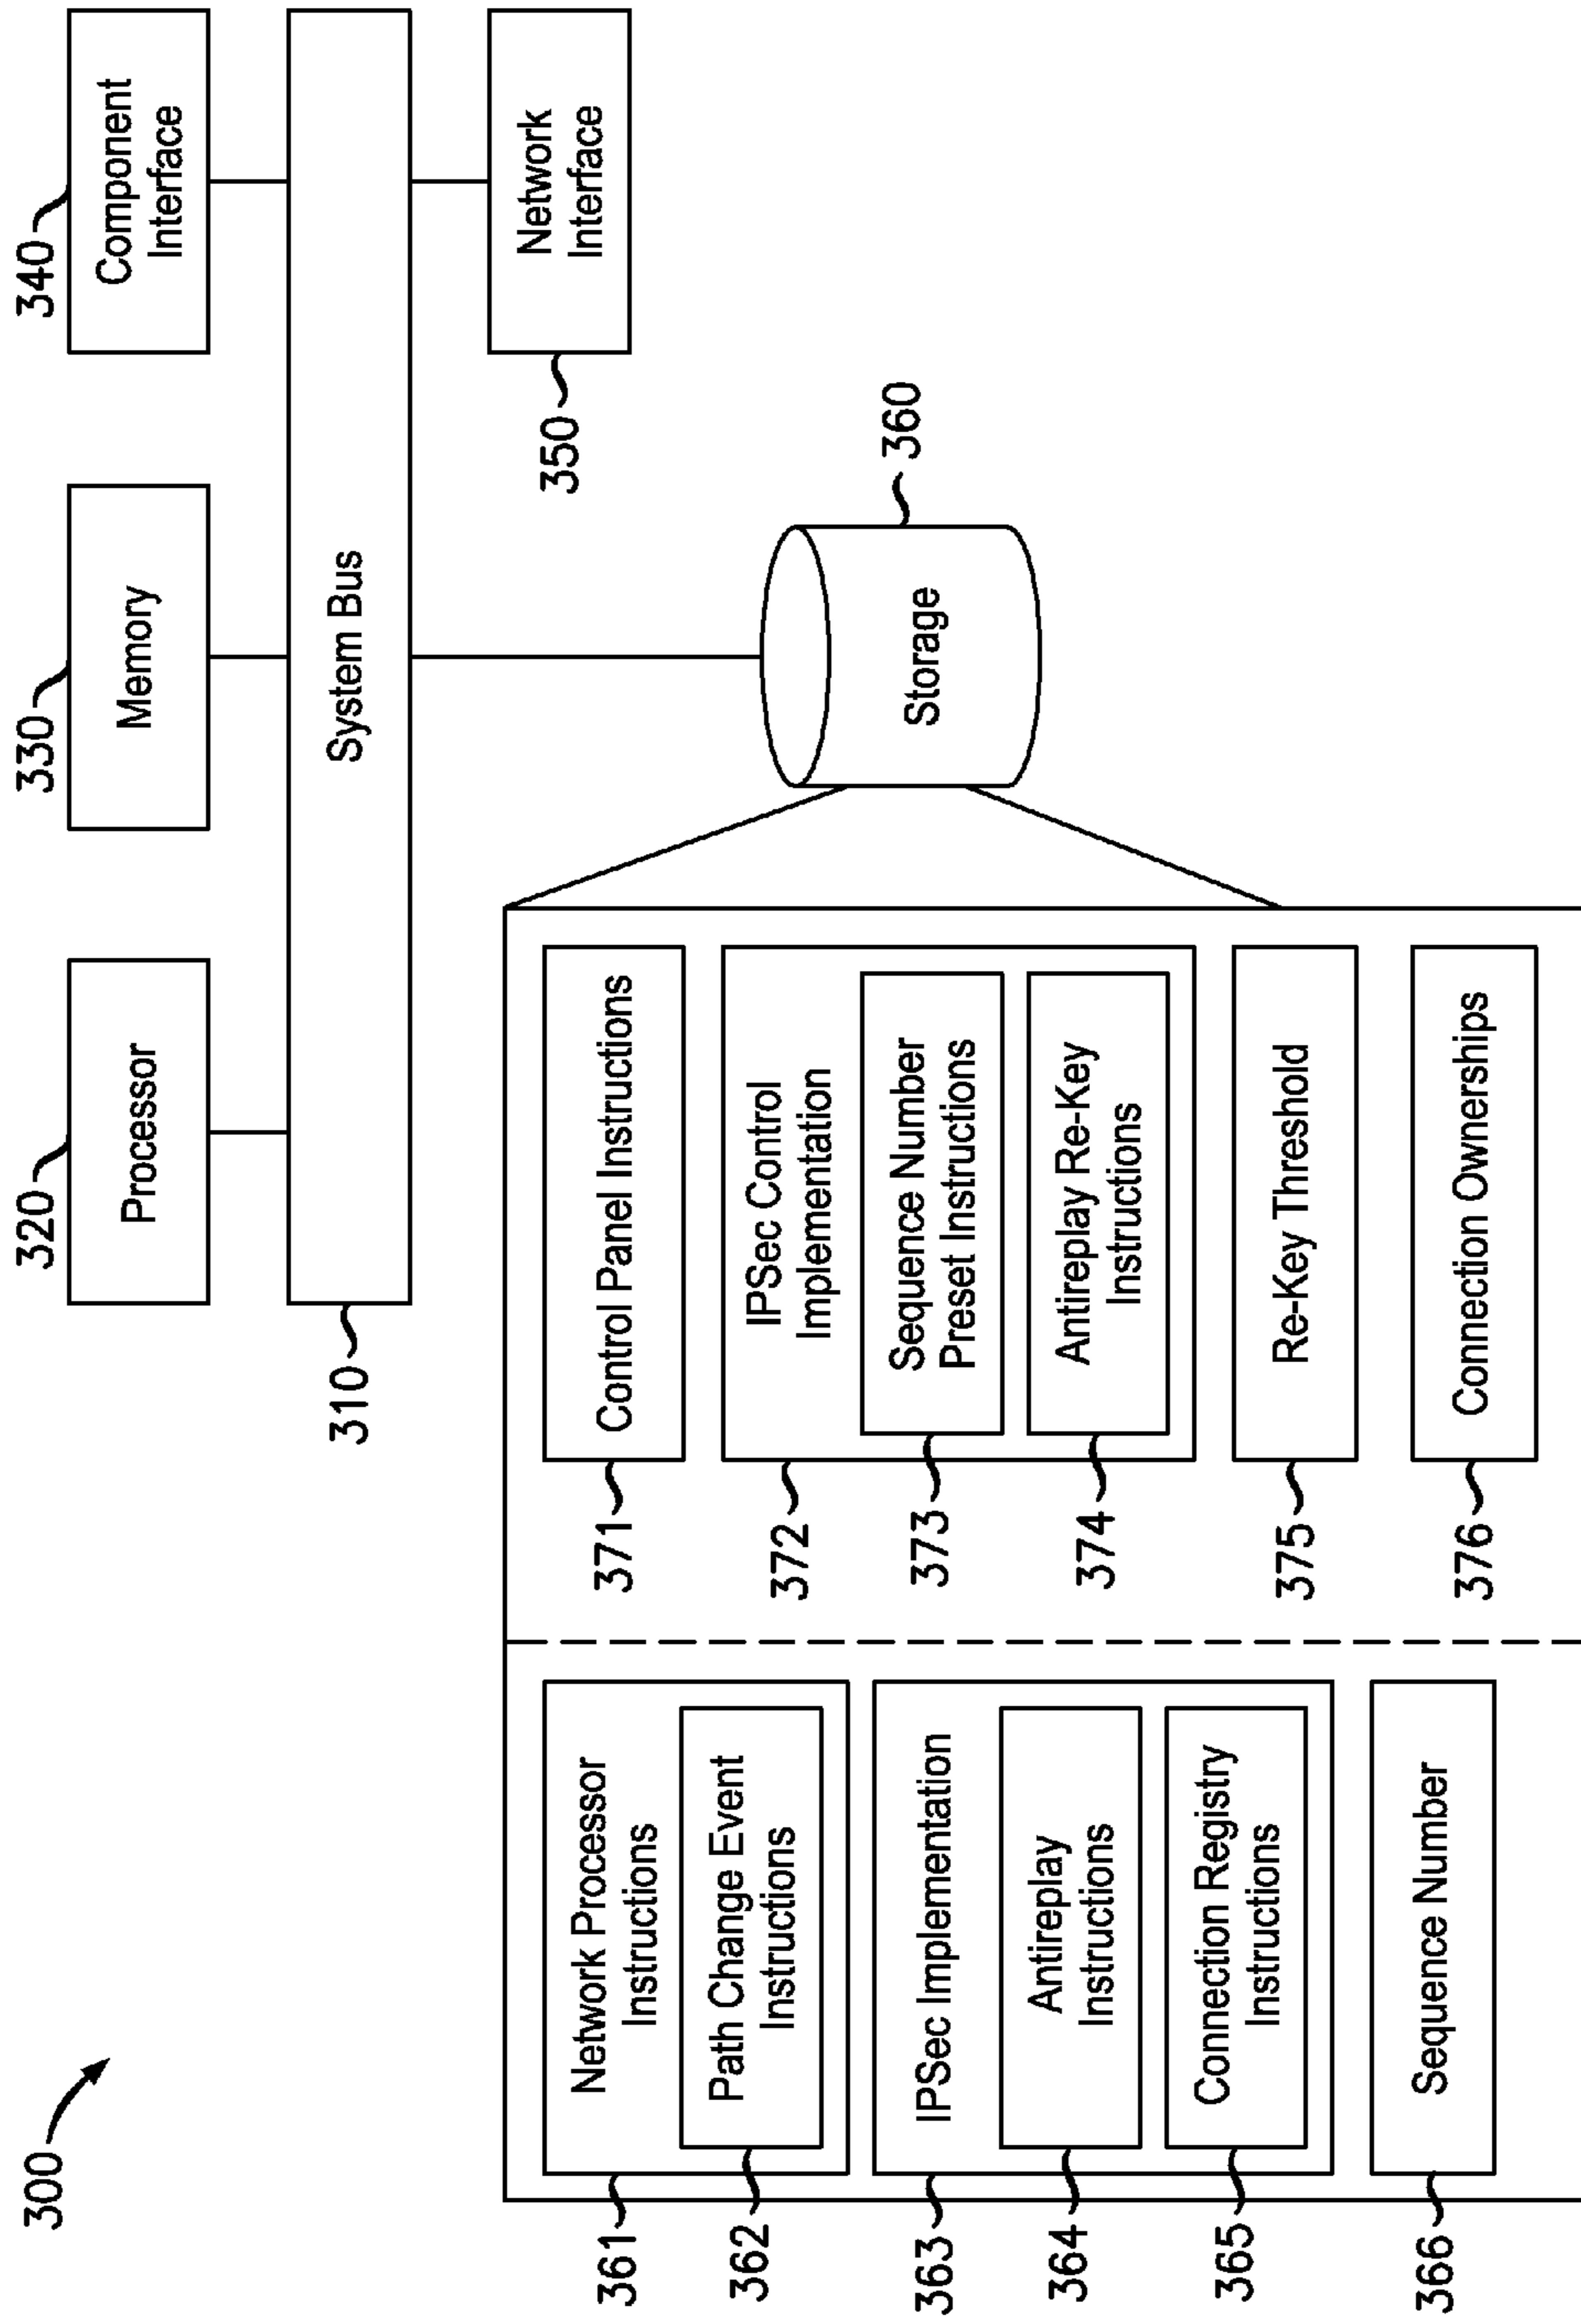 300
320
Processor
330
Memory
340
Component
Interface
310
System Bus
350
Network
Interface
360
Storage
361
Network Processor
Instructions
362
Path Change Event
Instructions
363
IPSec Implementation
364
Antireplay
Instructions
365
Connection Registry
Instructions
366
Sequence Number
371
Control Panel Instructions
372
IPSec Control
Implementation
373
Sequence Number
Preset Instructions
374
Antireplay Re-Key
Instructions
375
Re-Key Threshold
376
Connection Ownerships